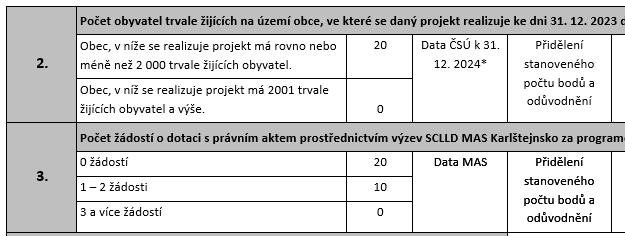 Počet obyvatel trvale žijících na území obce, ve které se daný projekt realizuje ke dni 31. 12. 2023
2.
Obec, v níže se realizuje projekt má rovno nebo
méně než 2 000 trvale žijících obyvatel.
20
Data ČSÚ k 31.
12. 2024*
Přidělení
stanoveného
počtu bodů a
odůvodnění
Obec, v níž se realizuje projekt má 2001 trvale
žijících obyvatel a výše.
0
3.
Počet žádostí o dotaci s právním aktem prostřednictvím výzev SCLLD MAS Karlštejnsko za
0 žádostí
20
Data MAS
Přidělení
stanoveného
počtu bodů a
odůvodnění
1 – 2 žádosti
10
3 a více žádostí
0